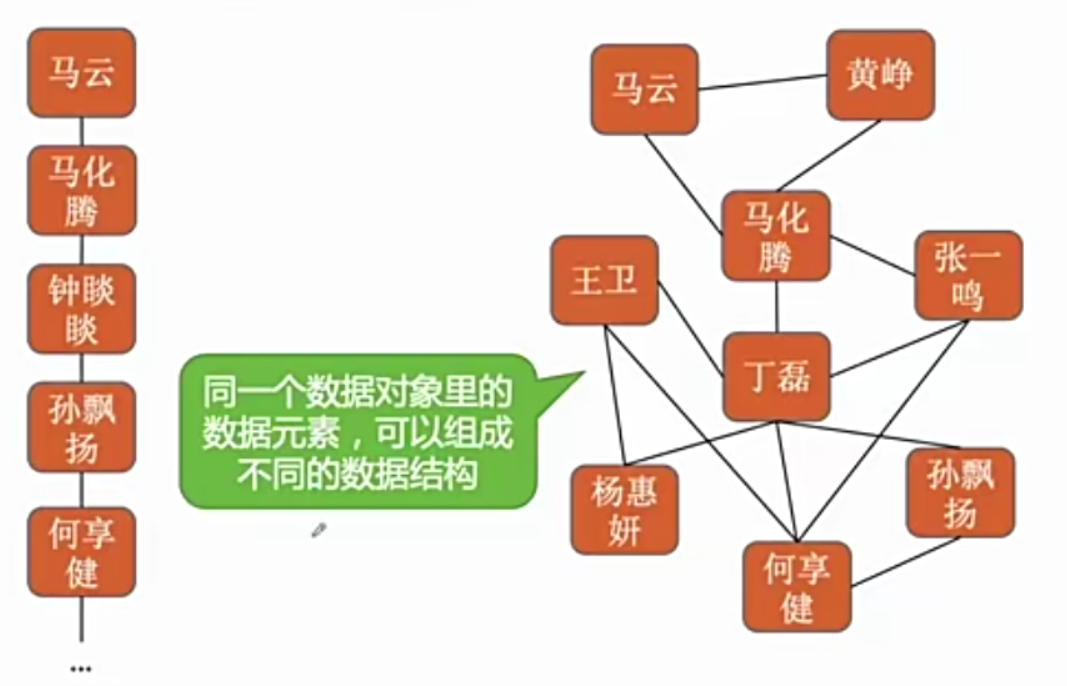 马云
马化
腾
钟睒
睒
孙飘
扬
何享
健
...
同一个数据对象里的
数据元素，可以组成
不同的数据结构
马云
黄峥
马化
腾
王卫
张一
鸣
丁磊
杨惠
妍
孙飘
扬
何享
健